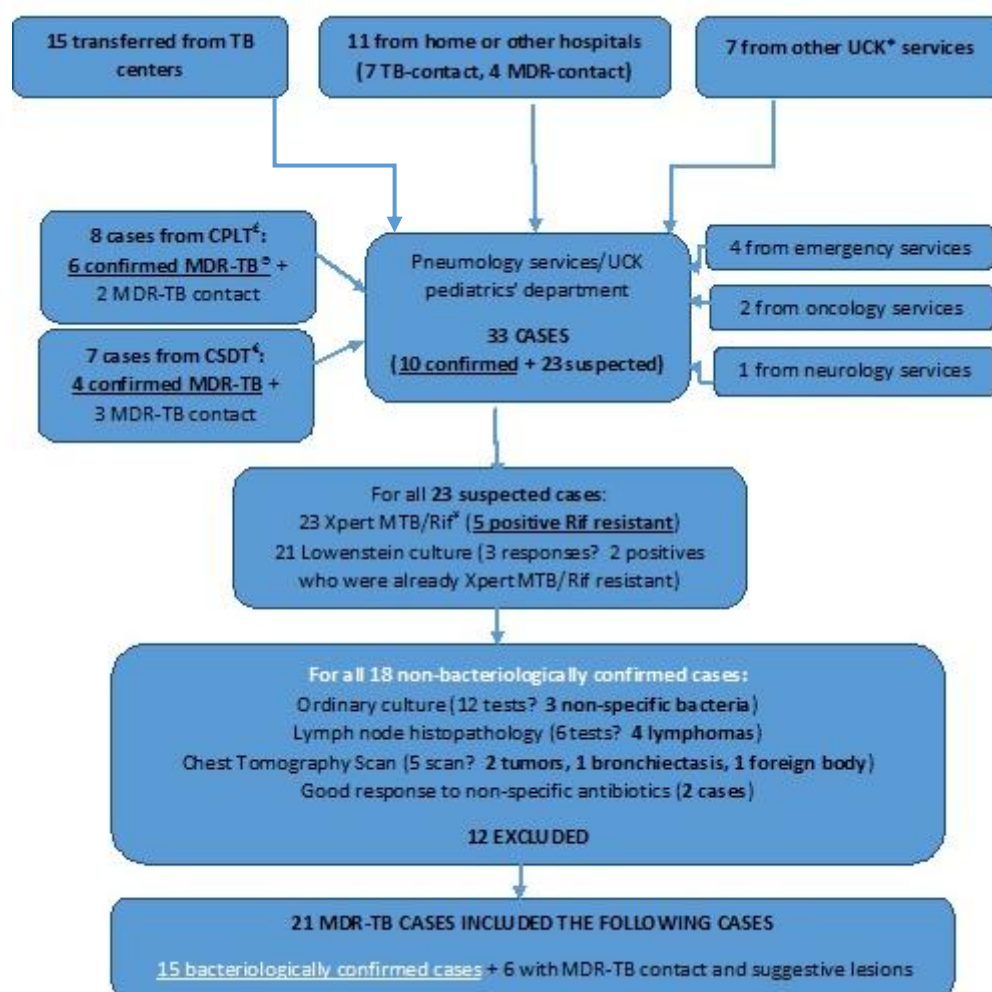 15 transferred from TB
centers
11 from home or other hospitals
(7 TB-contact, 4 MDR-contact)
7 from other UCK* services
8 cases from CPLT€:
6 confirmed MDR-TB® +
2 MDR-TB contact
7 cases from CSDT€:
4 confirmed MDR-TB +
3 MDR-TB contact
Pneumology services/UCK
pediatrics' department
33 CASES
(10 confirmed + 23 suspected)
4 from emergency services
2 from oncology services
1 from neurology services
For all 23 suspected cases:
23 Xpert MTB/Rif¥ (5 positive Rif resistant)
21 Lowenstein culture (3 responses? 2 positives
who were already Xpert MTB/Rif resistant)
For all 18 non-bacteriologically confirmed cases:
Ordinary culture (12 tests? 3 non-specific bacteria)
Lymph node histopathology (6 tests? 4 lymphomas)
Chest Tomography Scan (5 scan? 2 tumors, 1 bronchiectasis, 1 foreign body)
Good response to non-specific antibiotics (2 cases)
12 EXCLUDED
21 MDR-TB CASES INCLUDED THE FOLLOWING CASES
15 bacteriologically confirmed cases + 6 with MDR-TB contact and suggestive lesions